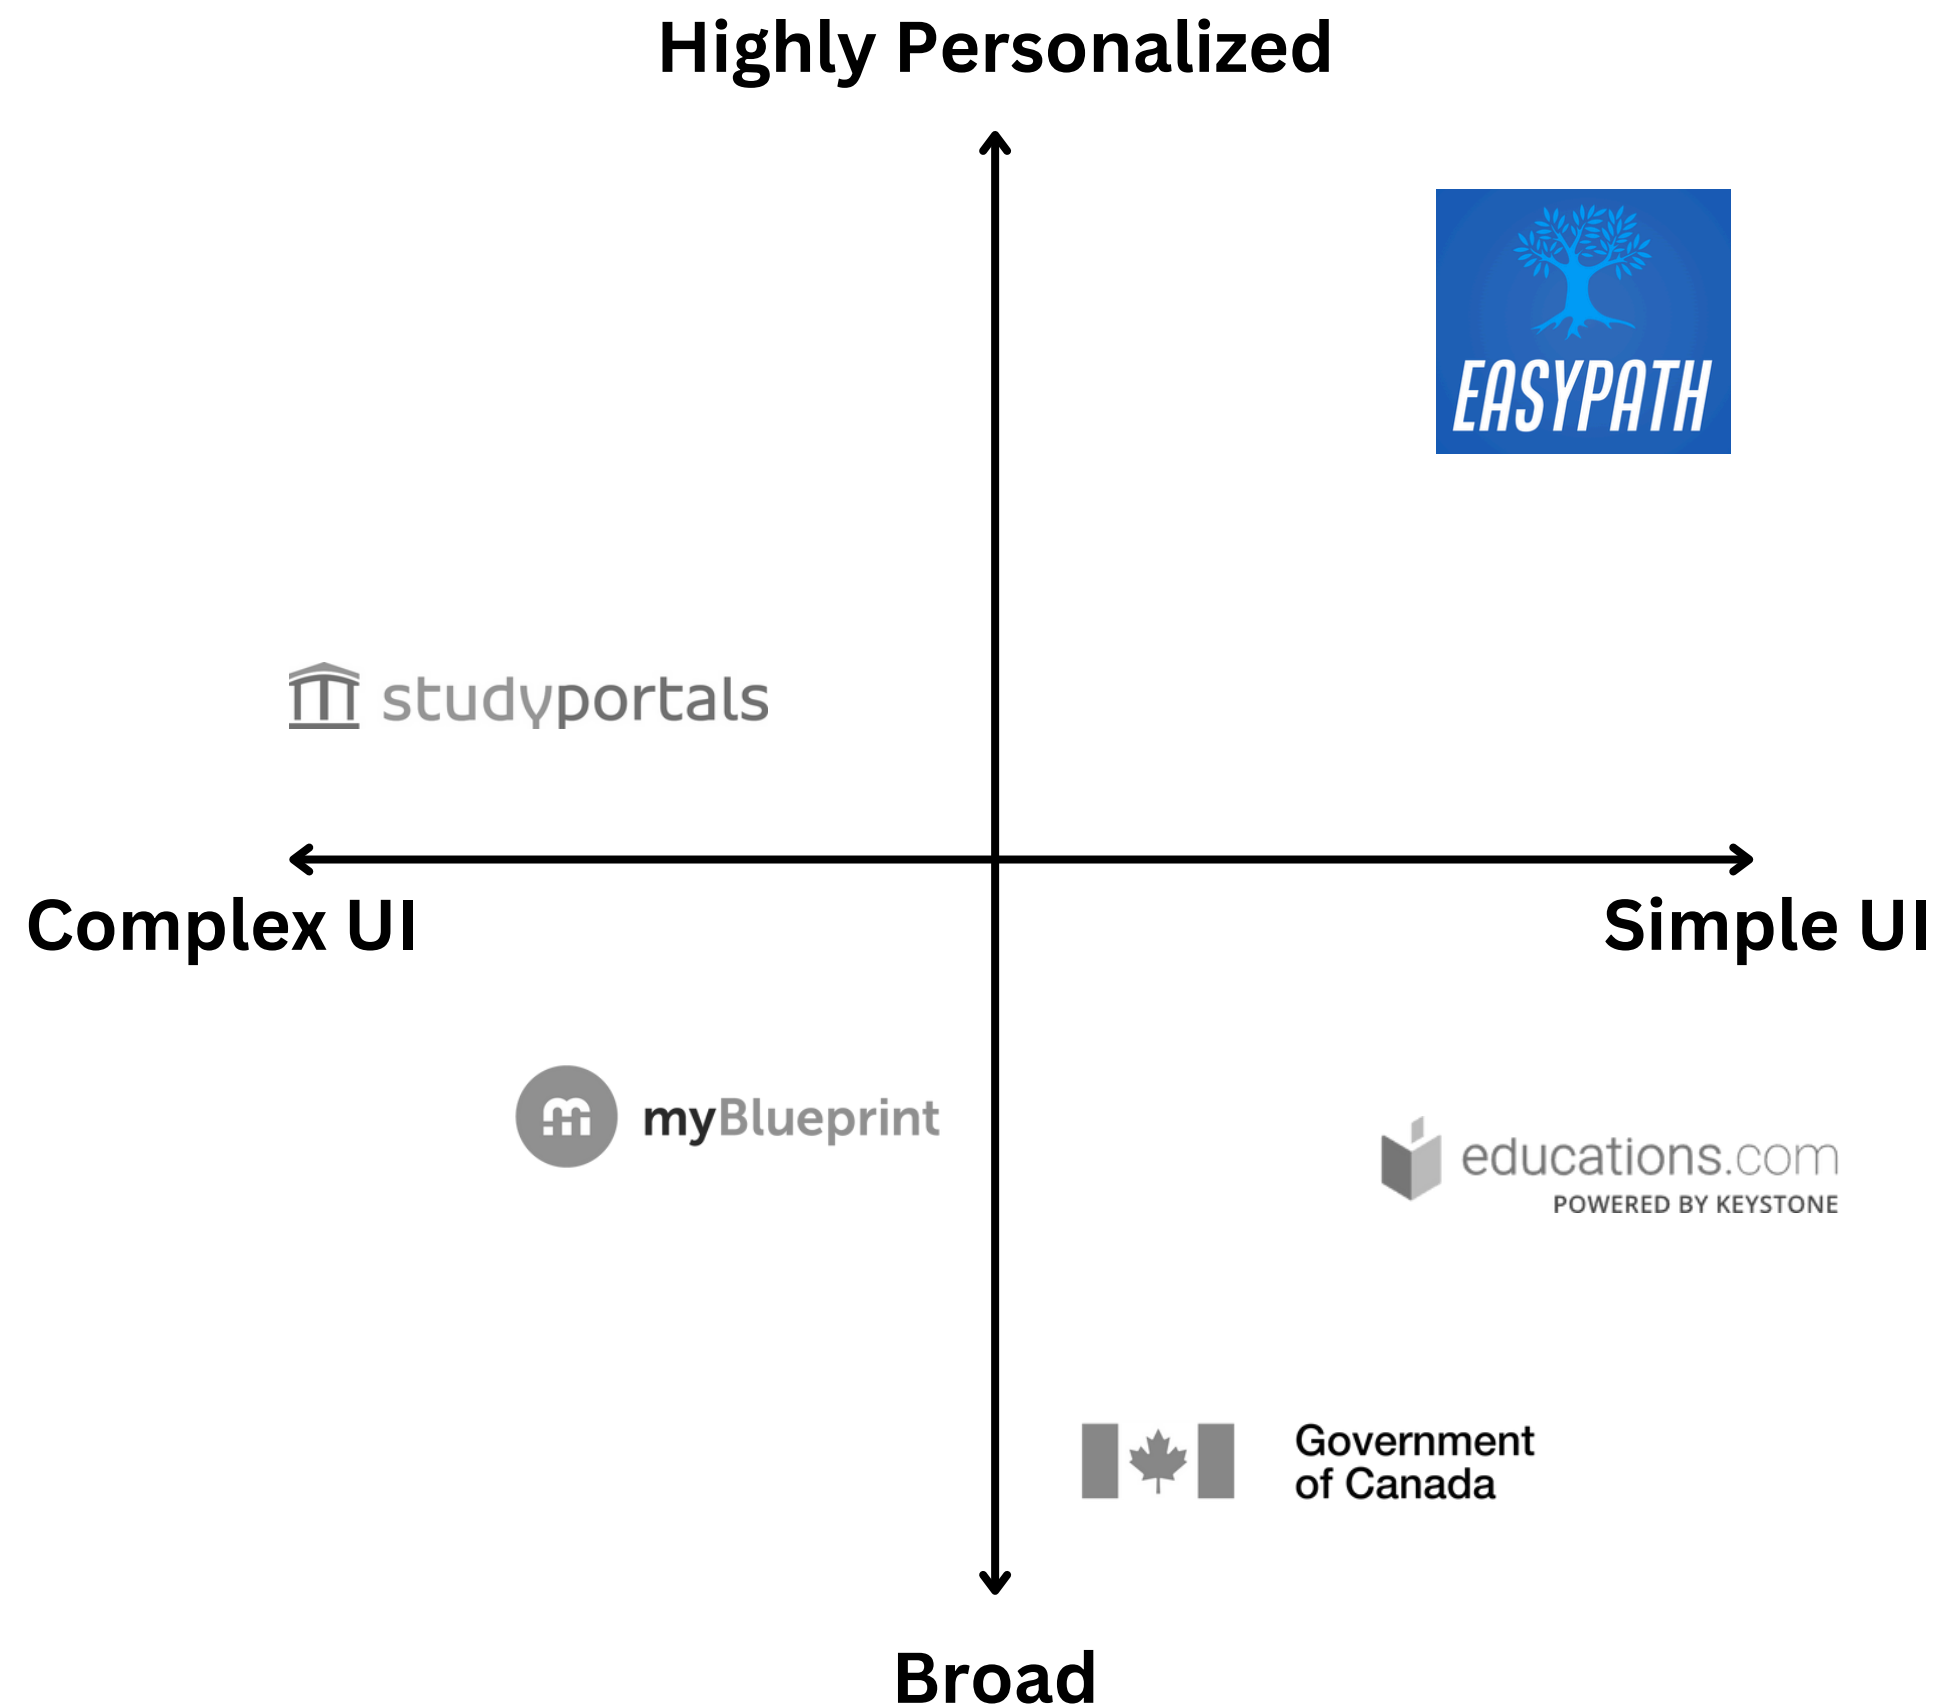 Highly Personalized
EASYPATH
studyportals
Complex UI
Simple UI
myBlueprint
educations.com
POWERED BY KEYSTONE
Government
of Canada
Broad